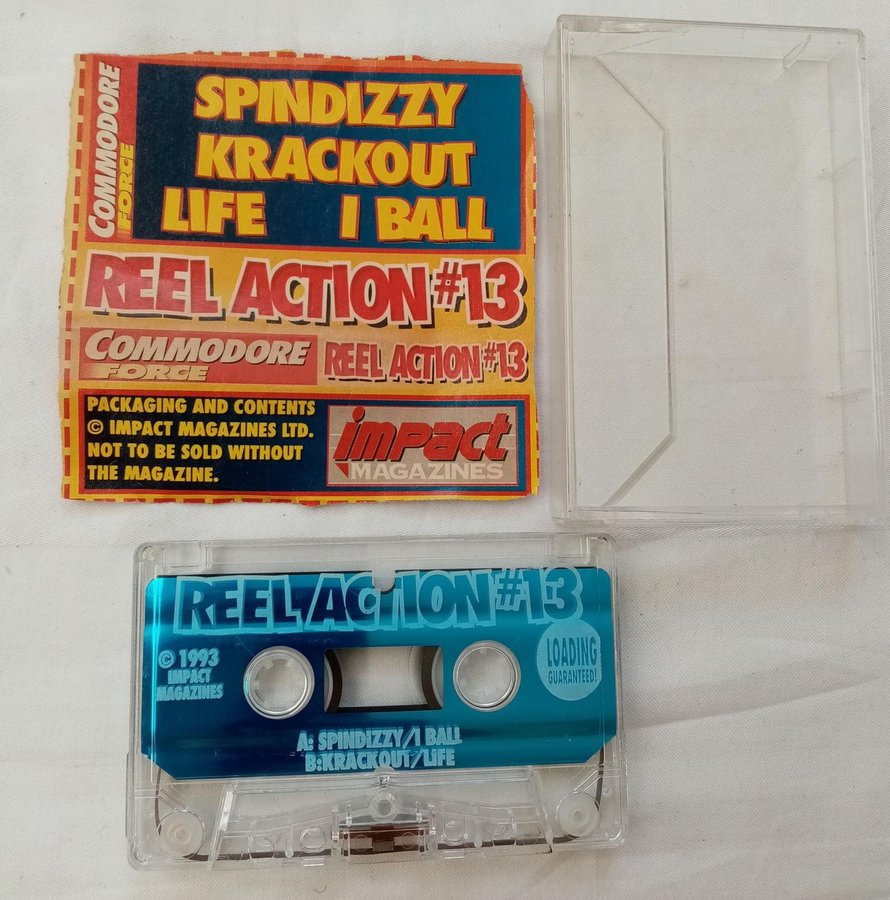 COMMODORE
FORCE
SPINDIZZY
KRACKOUT
LIFE I BALL
REEL ACTION #13
COMMODORE
FORCE
REEL ACTION #13
PACKAGING AND CONTENTS
© IMPACT MAGAZINES LTD.
NOT TO BE SOLD WITHOUT
THE MAGAZINE.
impact
MAGAZINES
REEL ACTION #13
© 1993
IMPACT
MAGAZINES
LOADING
GUARANTEED!
A: SPINDIZZY/I BALL
B:KRACKOUT/LIFE